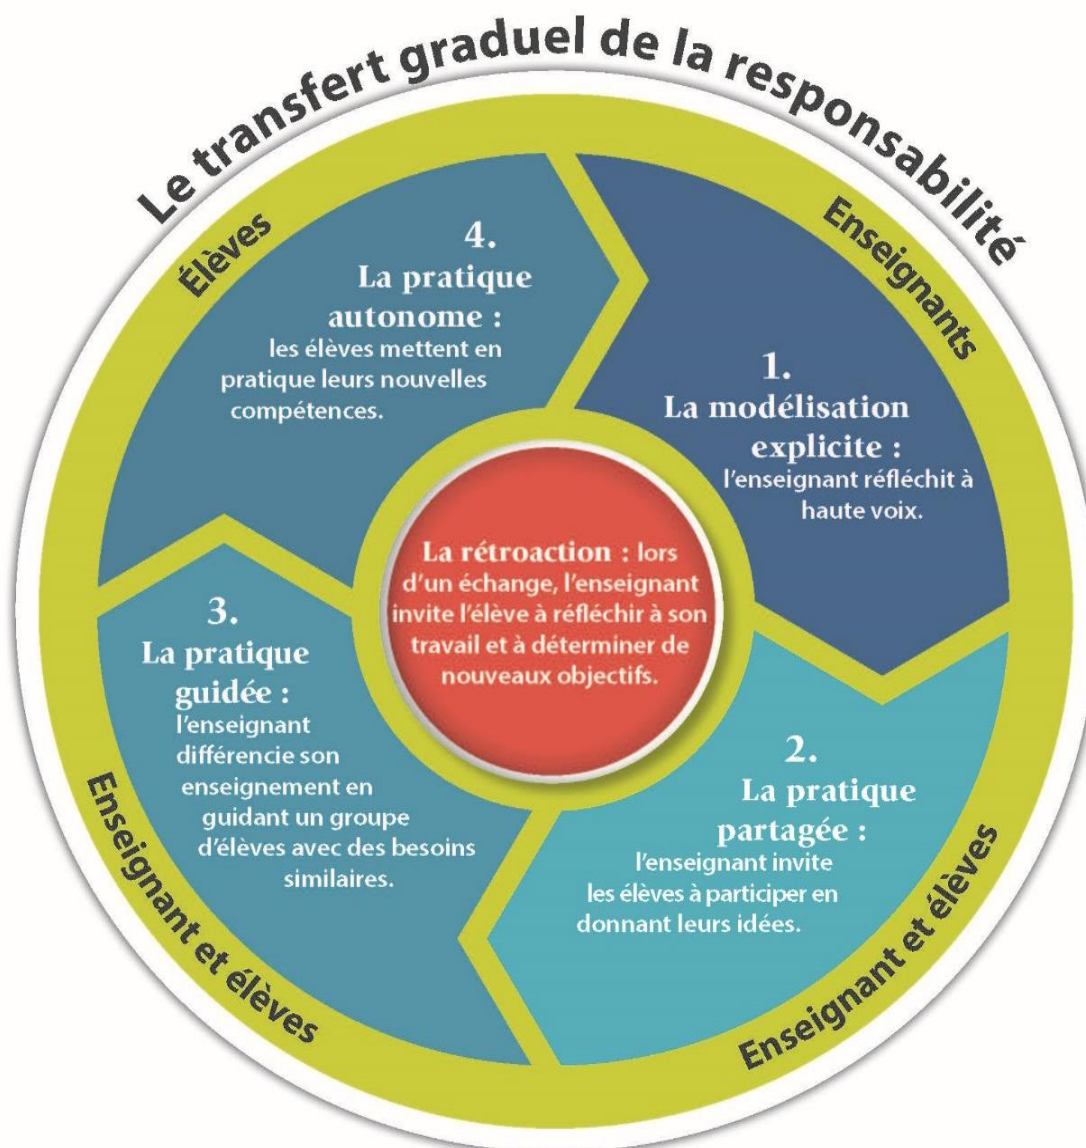 Le transfert graduel de la responsabilité
Enseignants
1.
La modélisation
explicite :
l'enseignant réfléchit à
haute voix.
Enseignant et élèves
2.
La pratique
partagée :
l'enseignant invite
les élèves à participer en
donnant leurs idées.
Enseignant et élèves
3.
La pratique
guidée :
l'enseignant
différencie son
enseignement en
guidant un groupe
d'élèves avec des besoins
similaires.
Élèves
4.
La pratique
autonome :
les élèves mettent en
pratique leurs nouvelles
compétences.
La rétroaction : lors
d'un échange, l'enseignant
invite l'élève à réfléchir à son
travail et à déterminer de
nouveaux objectifs.